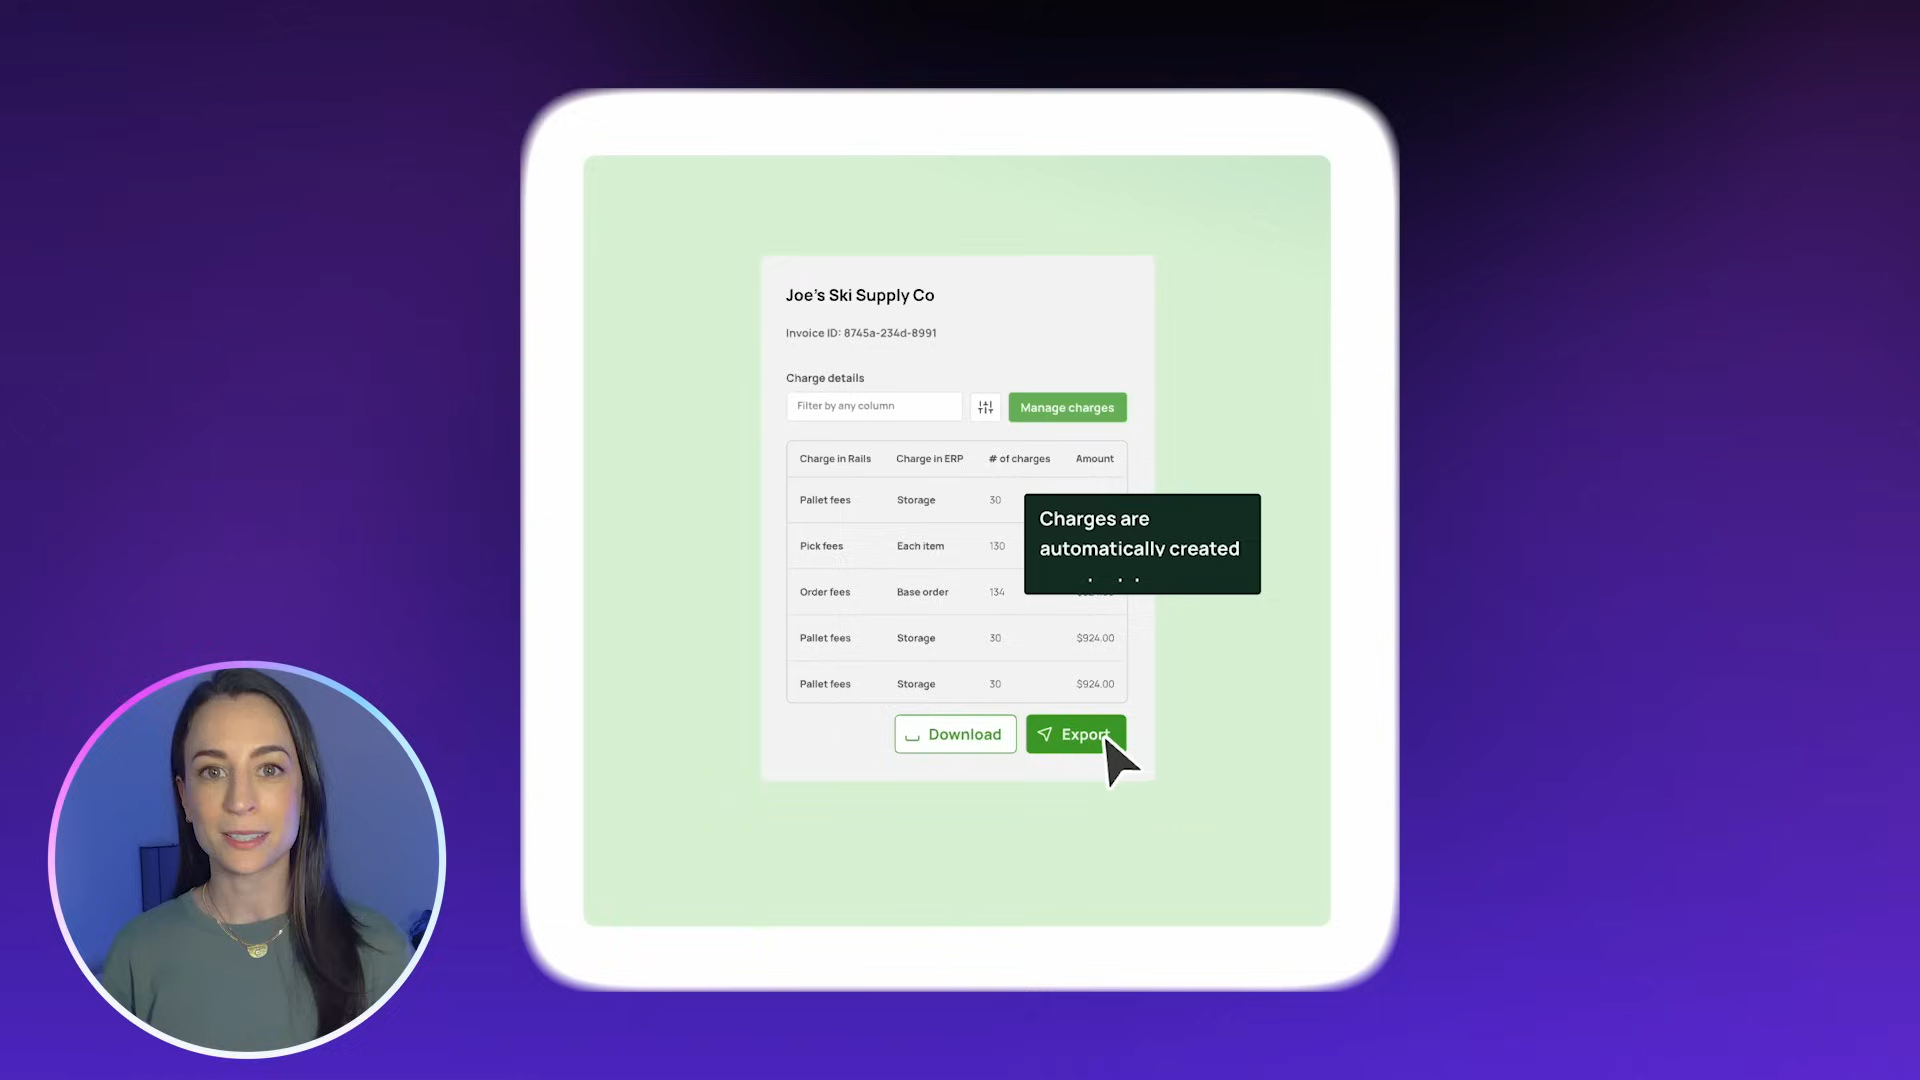 Joe's Ski Supply Co
Invoice ID: 8745a-234d-8991
Charge details
Filter by any column
Manage charges
Charge in Rails Charge in ERP # of charges Amount
Pallet fees Storage 30
Charges are
automatically created
Pick fees Each item 130
Order fees Base order 134
Pallet fees Storage 30 $924.00
Pallet fees Storage 30 $924.00
Download Export